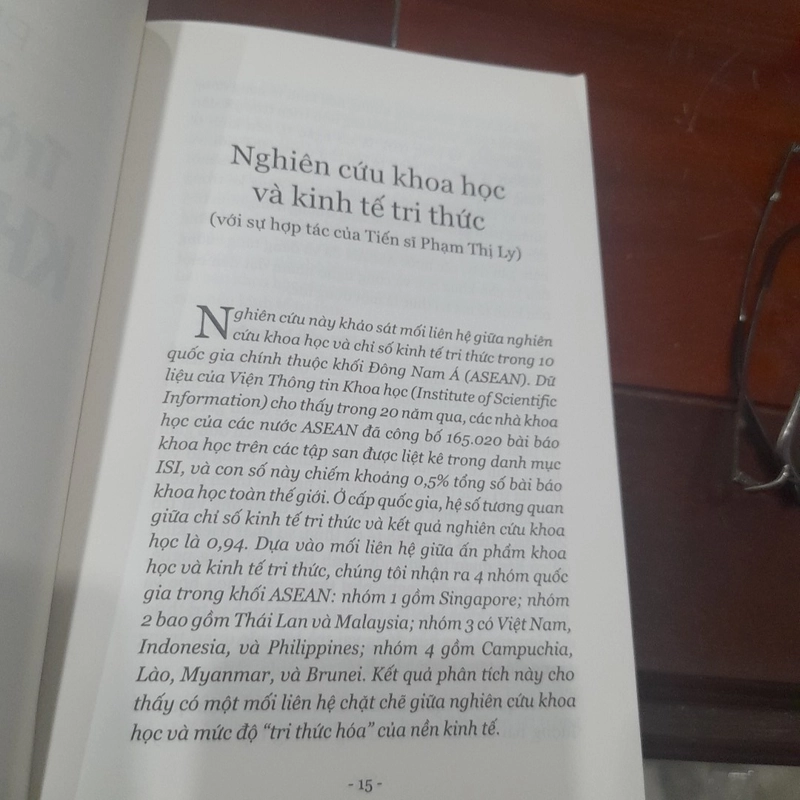 Nghiên cứu khoa học
và kinh tế tri thức
(với sự hợp tác của Tiến sĩ Phạm Thị Ly)
Nghiên cứu này khảo sát mối liên hệ giữa nghiên
cứu khoa học và chỉ số kinh tế tri thức trong 10
quốc gia chính thuộc khối Đông Nam Á (ASEAN). Dữ
liệu của Viện Thông tin Khoa học (Institute of Scientific
Information) cho thấy trong 20 năm qua, các nhà khoa
học của các nước ASEAN đã công bố 165.020 bài báo
khoa học trên các tập san được liệt kê trong danh mục
ISI, và con số này chiếm khoảng 0,5% tổng số bài báo
khoa học toàn thế giới. Ở cấp quốc gia, hệ số tương quan
giữa chỉ số kinh tế tri thức và kết quả nghiên cứu khoa
học là 0,94. Dựa vào mối liên hệ giữa ấn phẩm khoa
học và kinh tế tri thức, chúng tôi nhận ra 4 nhóm quốc
gia trong khối ASEAN: nhóm 1 gồm Singapore; nhóm
2 bao gồm Thái Lan và Malaysia; nhóm 3 có Việt Nam,
Indonesia, và Philippines; nhóm 4 gồm Campuchia,
Lào, Myanmar, và Brunei. Kết quả phân tích này cho
thấy có một mối liên hệ chặt chẽ giữa nghiên cứu khoa
học và mức độ “tri thức hóa” của nền kinh tế.
- 15 -